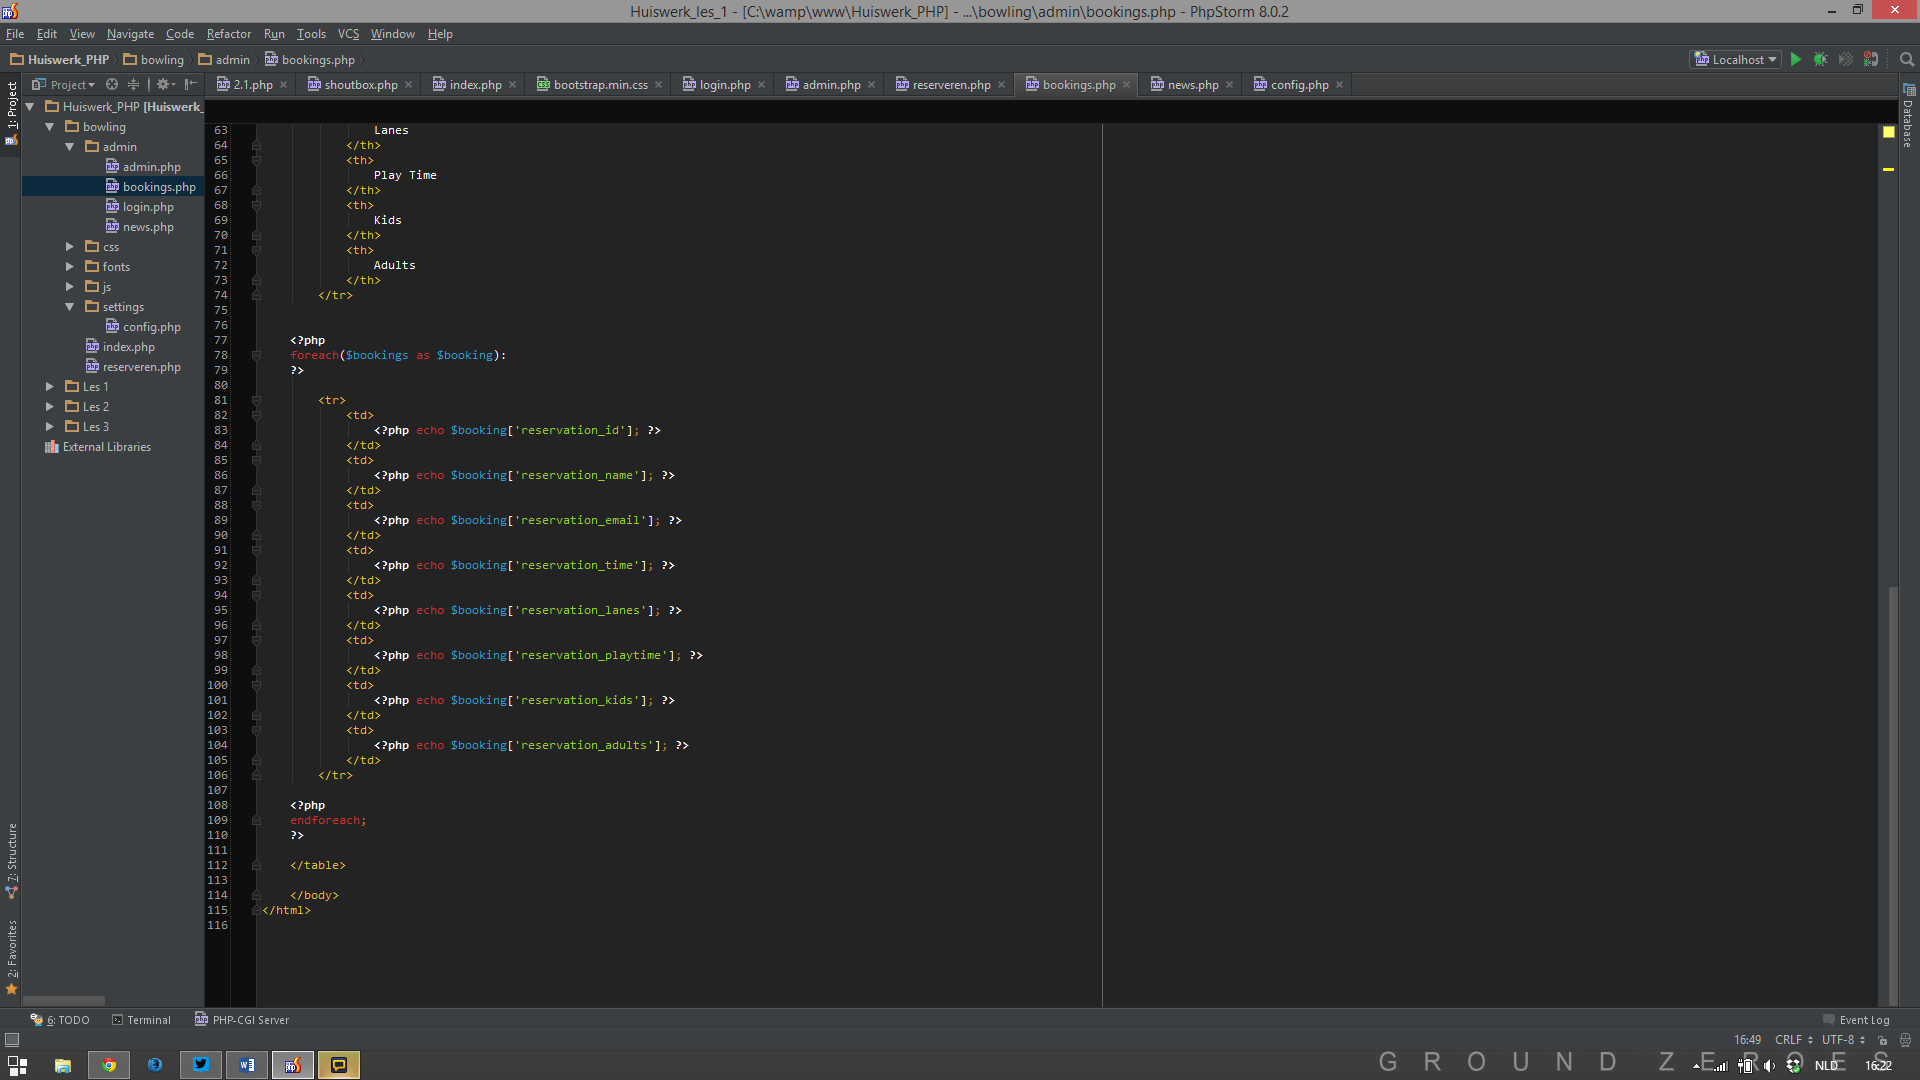 Huiswerk_les_1 - [C:\wamp\www\Huiswerk_PHP] - ...\bowling\admin\bookings.php - PhpStorm 8.0.2
File Edit View Navigate Code Refactor Run Tools VCS Window Help
Huiswerk_PHP bowling admin bookings.php Localhost
Project 2.1.php shoutbox.php index.php bootstrap.min.css login.php admin.php reserveren.php bookings.php news.php config.php
1: Project
7: Structure
2: Favorites
Database
Huiswerk_PHP [Huiswerk_
bowling
admin
admin.php
bookings.php
login.php
news.php
css
fonts
js
settings
config.php
index.php
reserveren.php
Les 1
Les 2
Les 3
External Libraries
63 Lanes
64 </th>
65 <th>
66 Play Time
67 </th>
68 <th>
69 Kids
70 </th>
71 <th>
72 Adults
73 </th>
74 </tr>
75
76
77 <?php
78 foreach($bookings as $booking):
79 ?>
80
81 <tr>
82 <td>
83 <?php echo $booking['reservation_id']; ?>
84 </td>
85 <td>
86 <?php echo $booking['reservation_name']; ?>
87 </td>
88 <td>
89 <?php echo $booking['reservation_email']; ?>
90 </td>
91 <td>
92 <?php echo $booking['reservation_time']; ?>
93 </td>
94 <td>
95 <?php echo $booking['reservation_lanes']; ?>
96 </td>
97 <td>
98 <?php echo $booking['reservation_playtime']; ?>
99 </td>
100 <td>
101 <?php echo $booking['reservation_kids']; ?>
102 </td>
103 <td>
104 <?php echo $booking['reservation_adults']; ?>
105 </td>
106 </tr>
107
108 <?php
109 endforeach;
110 ?>
111
112 </table>
113
114 </body>
115 </html>
116
6: TODO Terminal PHP-CGI Server Event Log
16:49 CRLF UTF-8
GROUND ZEROES
NLD 16:22